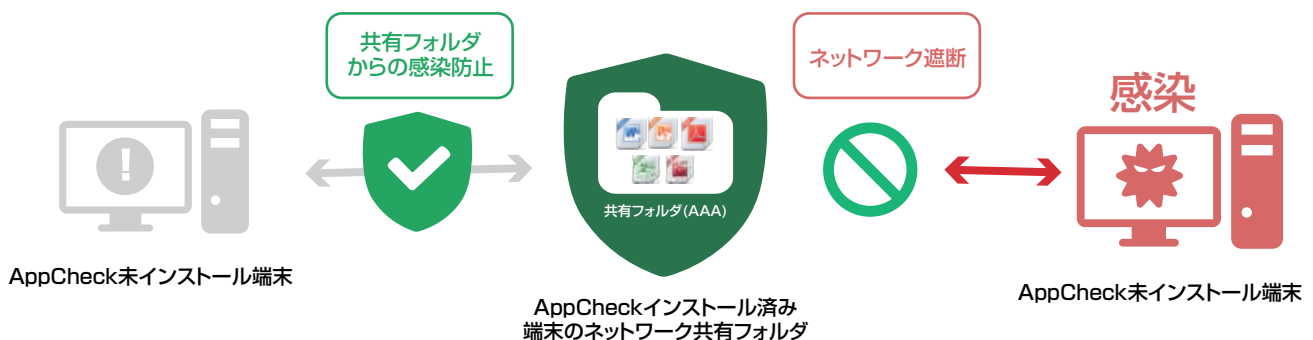 共有フォルダ
からの感染防止
ネットワーク遮断
感染
共有フォルダ(AAA)
AppCheck未インストール端末
AppCheckインストール済み
端末のネットワーク共有フォルダ
AppCheck未インストール端末